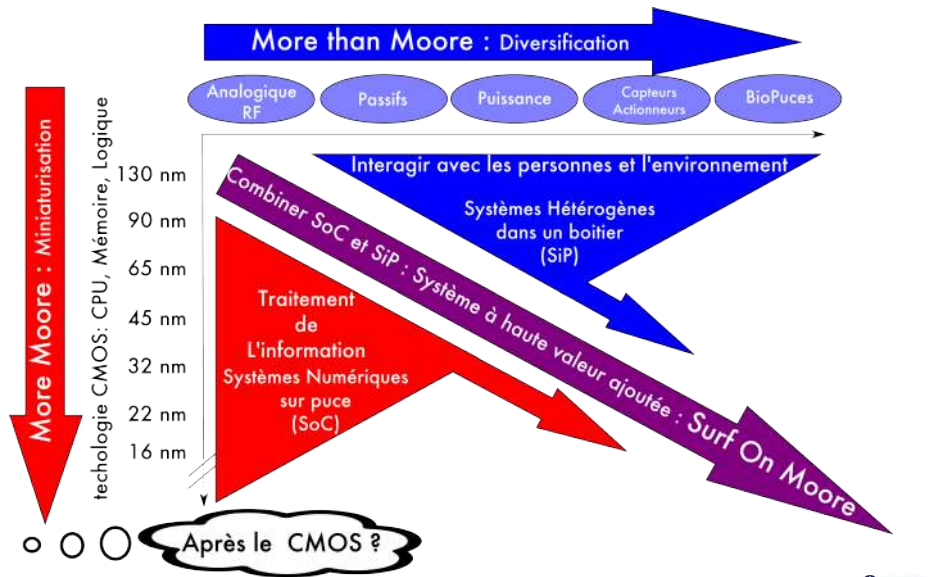 More than Moore : Diversification
Analogique
RF
Passifs
Puissance
Capteurs
Actionneurs
BioPuces
More Moore : Miniaturisation
techologie CMOS: CPU, Mémoire, Logique
130 nm
90 nm
65 nm
45 nm
32 nm
22 nm
16 nm
Interagir avec les personnes et l'environnement
Systèmes Hétérogènes
dans un boitier
(SiP)
Combiner SoC et SiP : Système à haute valeur ajoutée : Surf On Moore
Traitement
de
L'information
Systèmes Numériques
sur puce
(SoC)
Après le CMOS ?